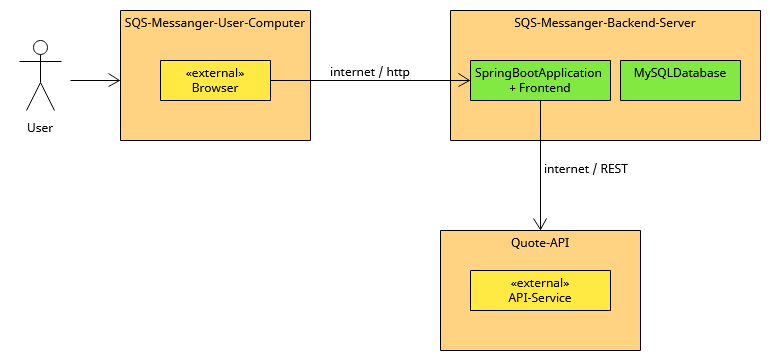 SQS-Messanger-User-Computer
SQS-Messanger-Backend-Server
«external»
Browser
internet / http
SpringBootApplication
+ Frontend
MySQLDatabase
User
internet / REST
Quote-API
«external»
API-Service